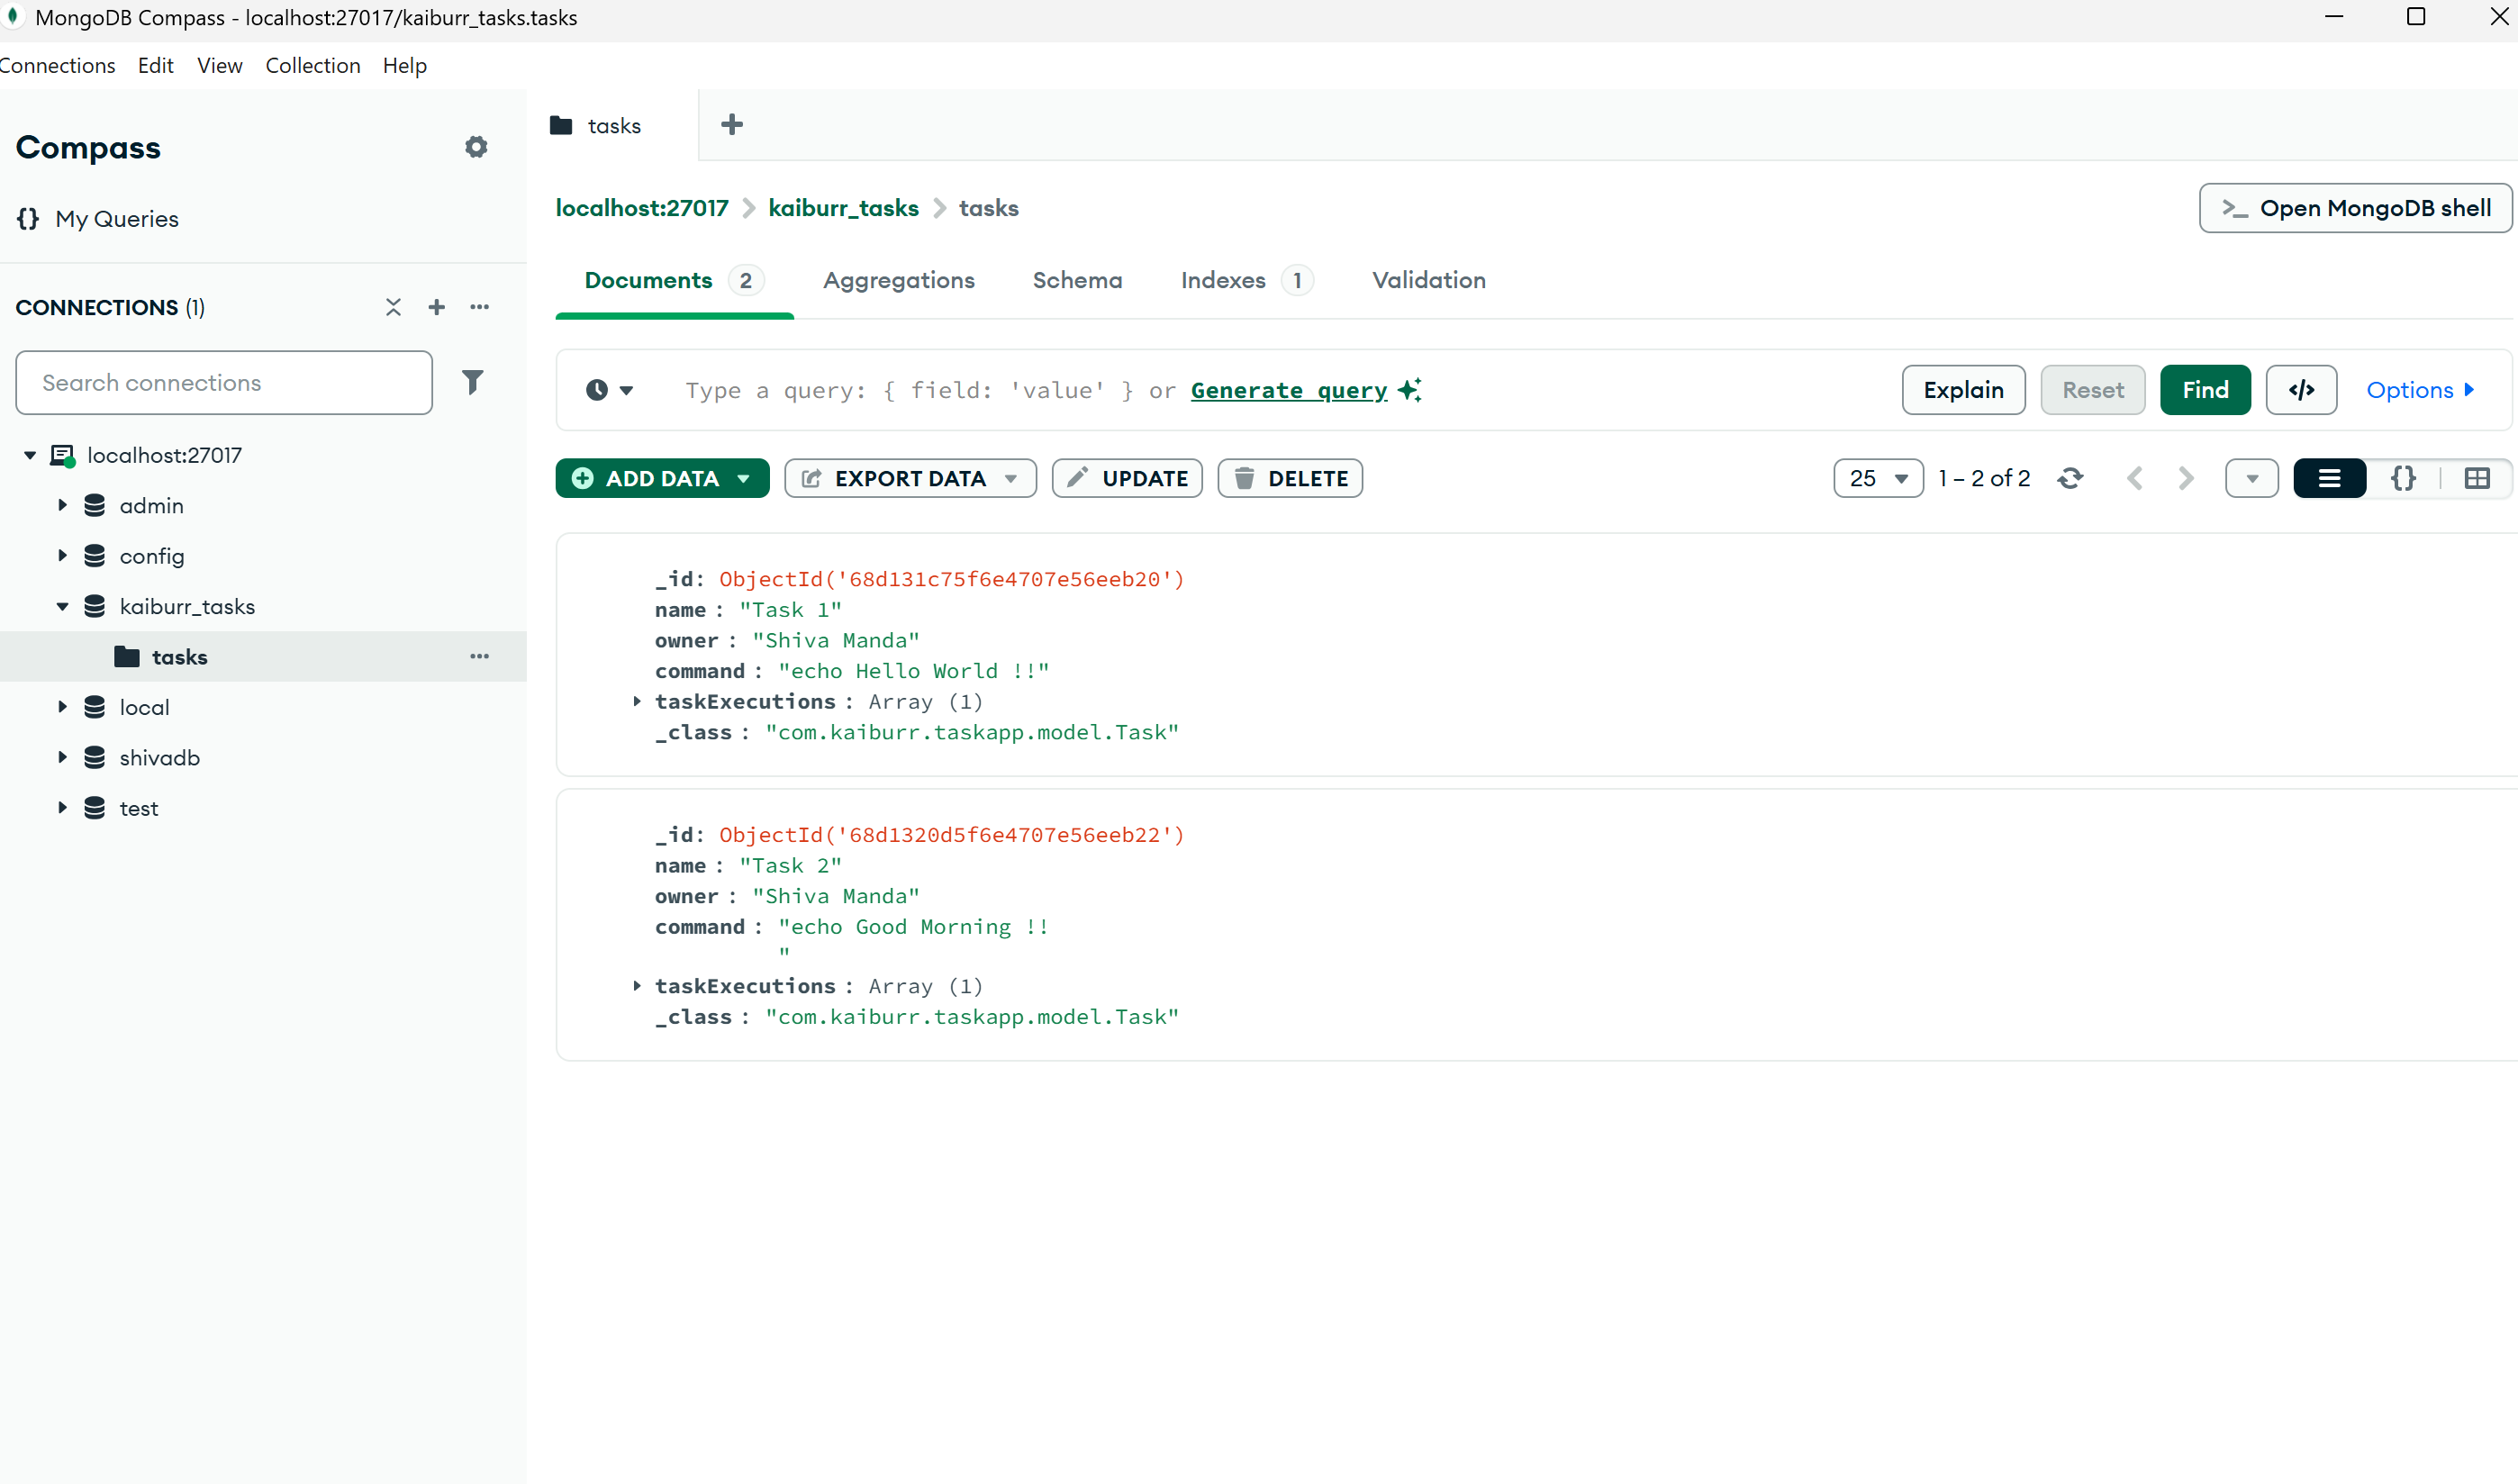 MongoDB Compass - localhost:27017/kaiburr_tasks.tasks
Connections Edit View Collection Help
Compass
{} My Queries
CONNECTIONS (1)
Search connections
localhost:27017
admin
config
kaiburr_tasks
tasks
local
shivadb
test
tasks
localhost:27017 > kaiburr_tasks > tasks
>_ Open MongoDB shell
Documents 2 Aggregations Schema Indexes 1 Validation
Type a query: { field: 'value' } or Generate query
Explain Reset Find </> Options
ADD DATA EXPORT DATA UPDATE DELETE
25 1 – 2 of 2 {}
_id: ObjectId('68d131c75f6e4707e56eeb20')
name : "Task 1"
owner : "Shiva Manda"
command : "echo Hello World !!"
taskExecutions : Array (1)
_class : "com.kaiburr.taskapp.model.Task"
_id: ObjectId('68d1320d5f6e4707e56eeb22')
name : "Task 2"
owner : "Shiva Manda"
command : "echo Good Morning !!
"
taskExecutions : Array (1)
_class : "com.kaiburr.taskapp.model.Task"